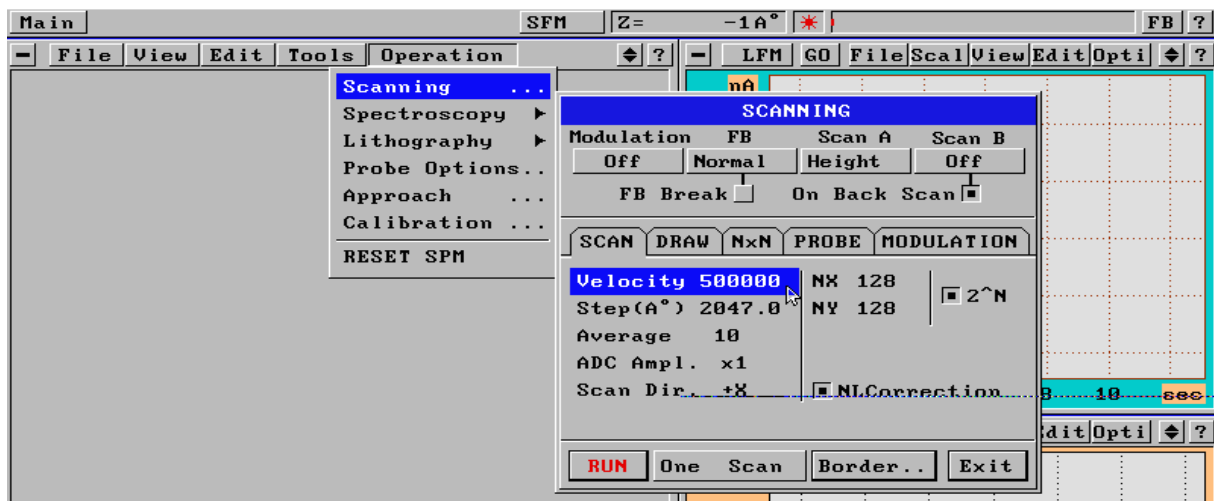 Main SFM Z= -1A° FB ?
File View Edit Tools Operation ? LFM GO File Scal View Edit Opti ?
Scanning ...
Spectroscopy
Lithography
Probe Options..
Approach ...
Calibration ...
RESET SPM
nA
SCANNING
Modulation FB Scan A Scan B
Off Normal Height Off
FB Break On Back Scan
SCAN DRAW NxN PROBE MODULATION
Velocity 500000 NX 128
Step(A°) 2047.0 NY 128 2^N
Average 10
ADC Ampl. x1
Scan Dir. +X NLCorrection
8 10 sec
dit Opti ?
RUN One Scan Border.. Exit